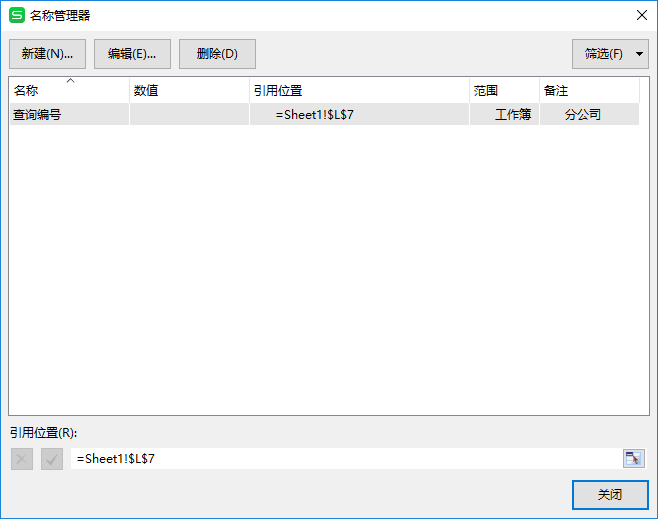 名称管理器
新建(N)... 编辑(E)... 删除(D) 筛选(F)
名称 数值 引用位置 范围 备注
查询编号 =Sheet1!$L$7 工作簿 分公司
引用位置(R):
=Sheet1!$L$7
关闭